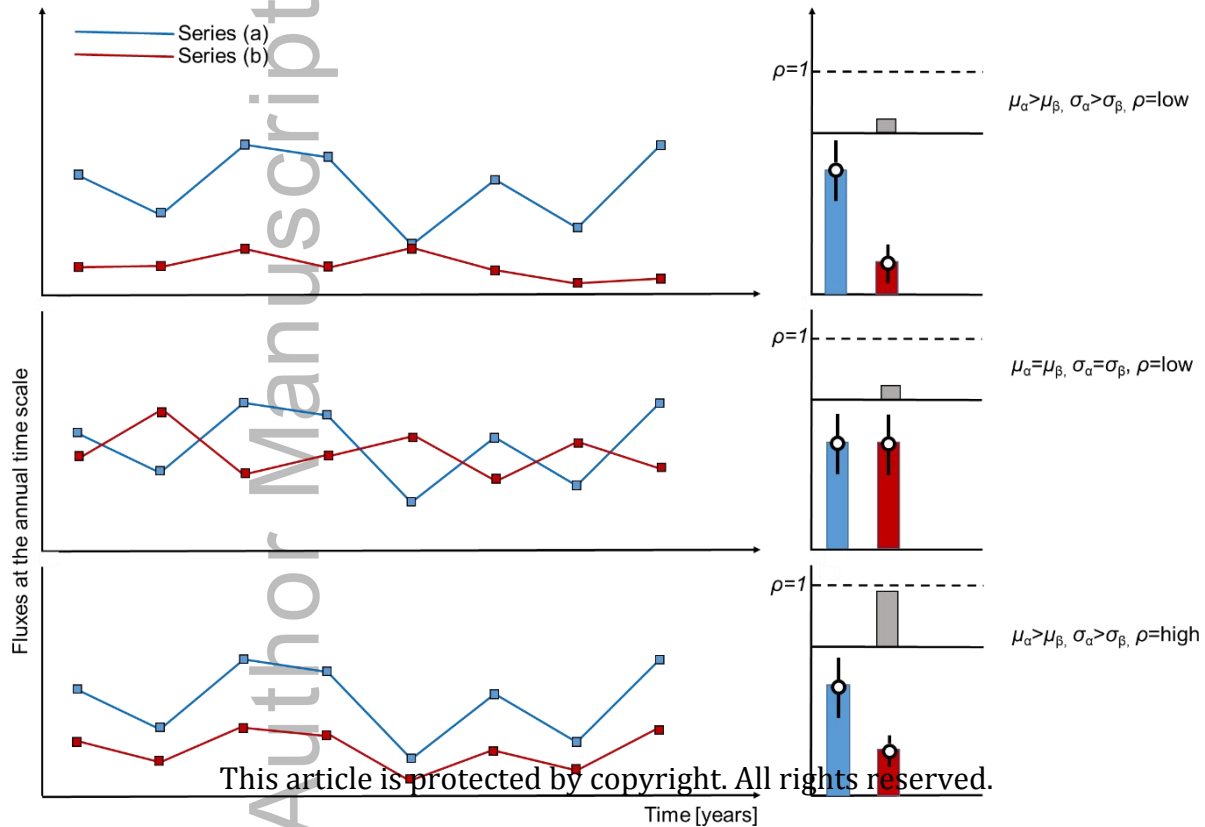 Series (a)
Series (b)
ρ=1
μα>μβ, σα>σβ, ρ=low
ρ=1
μα=μβ, σα=σβ, ρ=low
Fluxes at the annual time scale
ρ=1
μα>μβ, σα>σβ, ρ=high
Time [years]
Author Manuscript
This article is protected by copyright. All rights reserved.